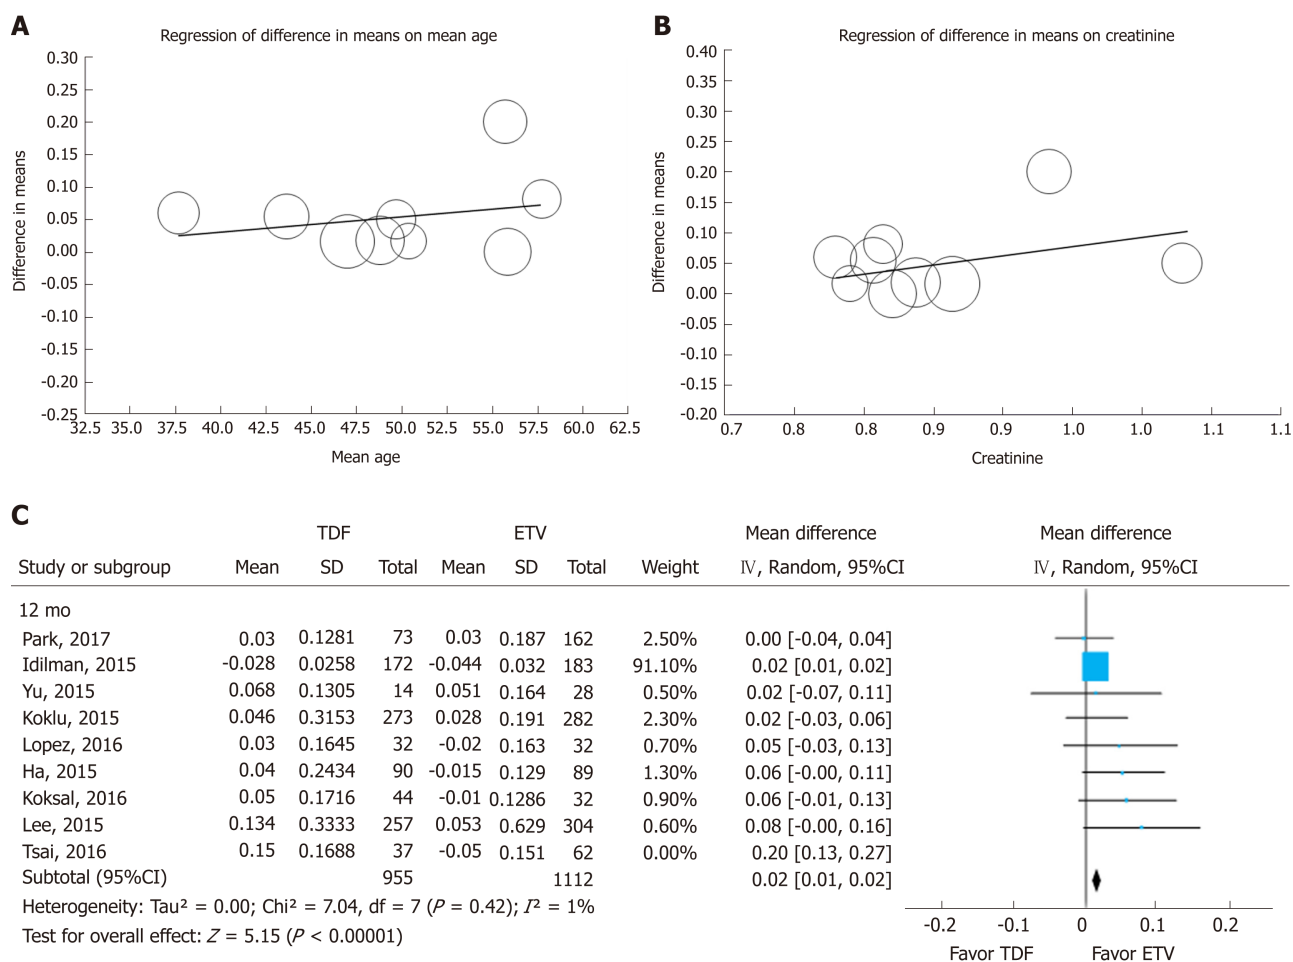 A
Regression of difference in means on mean age
Difference in means
0.30
0.25
0.20
0.15
0.10
0.05
0.00
-0.05
-0.10
-0.15
-0.20
-0.25
32.5 35.0 37.5 40.0 42.5 45.0 47.5 50.0 52.5 55.0 60.0 62.5
Mean age
B
Regression of difference in means on creatinine
Difference in means
0.40
0.35
0.30
0.25
0.20
0.15
0.10
0.05
0.00
-0.05
-0.10
-0.15
-0.20
0.7 0.8 0.8 0.9 0.9 1.0 1.0 1.1 1.1
Creatinine
C
TDF ETV Mean difference Mean difference
Study or subgroup Mean SD Total Mean SD Total Weight Ⅳ, Random, 95%CI Ⅳ, Random, 95%CI
12 mo
Park, 2017 0.03 0.1281 73 0.03 0.187 162 2.50% 0.00 [-0.04, 0.04]
Idilman, 2015 -0.028 0.0258 172 -0.044 0.032 183 91.10% 0.02 [0.01, 0.02]
Yu, 2015 0.068 0.1305 14 0.051 0.164 28 0.50% 0.02 [-0.07, 0.11]
Koklu, 2015 0.046 0.3153 273 0.028 0.191 282 2.30% 0.02 [-0.03, 0.06]
Lopez, 2016 0.03 0.1645 32 -0.02 0.163 32 0.70% 0.05 [-0.03, 0.13]
Ha, 2015 0.04 0.2434 90 -0.015 0.129 89 1.30% 0.06 [-0.00, 0.11]
Koksal, 2016 0.05 0.1716 44 -0.01 0.1286 32 0.90% 0.06 [-0.01, 0.13]
Lee, 2015 0.134 0.3333 257 0.053 0.629 304 0.60% 0.08 [-0.00, 0.16]
Tsai, 2016 0.15 0.1688 37 -0.05 0.151 62 0.00% 0.20 [0.13, 0.27]
Subtotal (95%CI) 955 1112 0.02 [0.01, 0.02]
Heterogeneity: Tau² = 0.00; Chi² = 7.04, df = 7 (P = 0.42); I² = 1%
Test for overall effect: Z = 5.15 (P < 0.00001)
-0.2 -0.1 0 0.1 0.2
Favor TDF Favor ETV